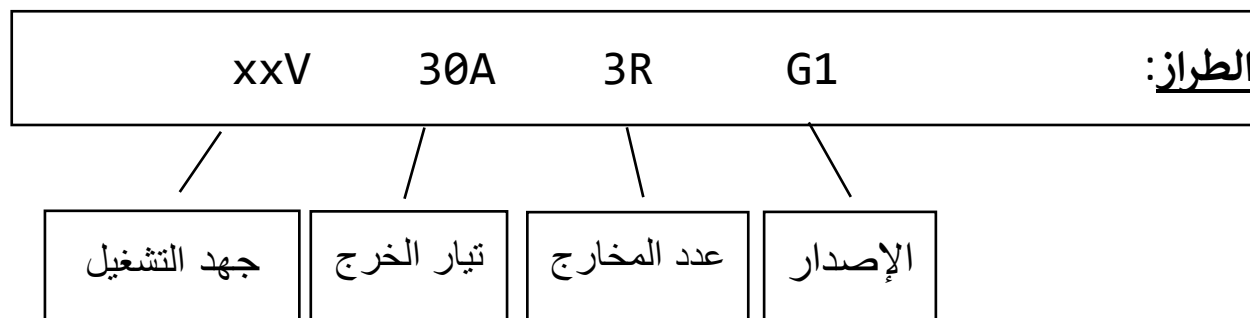 الطراز: G1 3R 30A xxV
الإصدار
عدد المخارج
تيار الخرج
جهد التشغيل